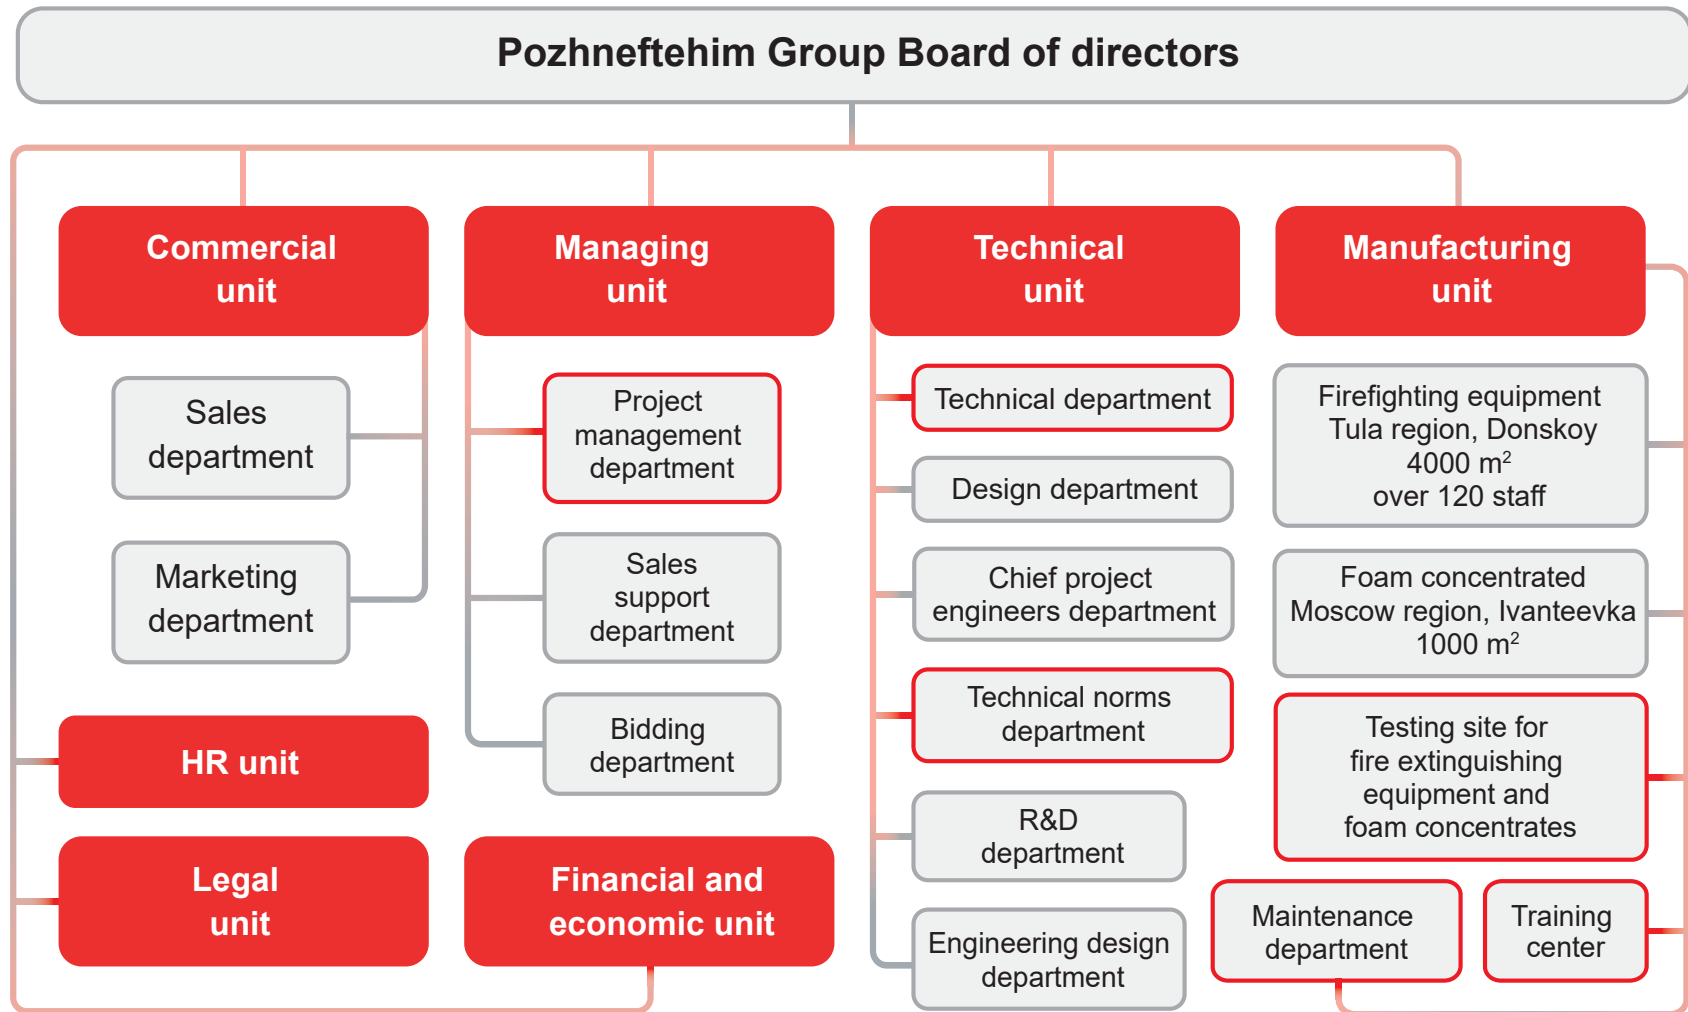 Pozhneftehim Group Board of directors
Commercial
unit
Sales
department
Marketing
department
HR unit
Legal
unit
Managing
unit
Project
management
department
Sales
support
department
Bidding
department
Financial and
economic unit
Technical
unit
Technical department
Design department
Chief project
engineers department
Technical norms
department
R&D
department
Engineering design
department
Manufacturing
unit
Firefighting equipment
Tula region, Donskoy
4000 m²
over 120 staff
Foam concentrated
Moscow region, Ivanteevka
1000 m²
Testing site for
fire extinguishing
equipment and
foam concentrates
Maintenance
department
Training
center